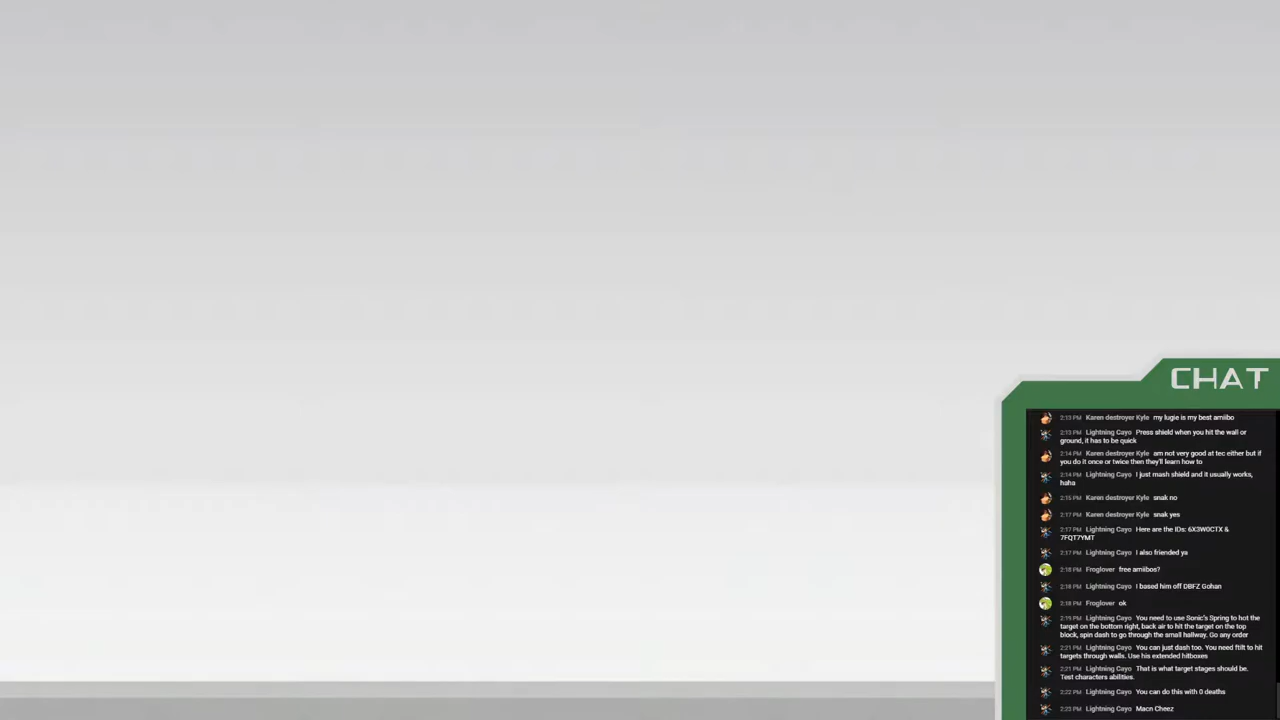 CHAT
2:13 PM Karen destroyer Kyle my lugie is my best amiibo
2:13 PM Lightning Cayo Press shield when you hit the wall or
ground, it has to be quick
2:14 PM Karen destroyer Kyle am not very good at tec either but if
you do it once or twice then they'll learn how to
2:14 PM Lightning Cayo I just mash shield and it usually works,
haha
2:15 PM Karen destroyer Kyle snak no
2:17 PM Karen destroyer Kyle snak yes
2:17 PM Lightning Cayo Here are the IDs: 6X3W0CTX &
7FQT7YMT
2:17 PM Lightning Cayo I also friended ya
2:18 PM Froglover free amiibos?
2:18 PM Lightning Cayo I based him off DBFZ Gohan
2:18 PM Froglover ok
2:19 PM Lightning Cayo You need to use Sonic's Spring to hot the
target on the bottom right, back air to hit the target on the top
block, spin dash to go through the small hallway. Go any order
2:21 PM Lightning Cayo You can just dash too. You need ftilt to hit
targets through walls. Use his extended hitboxes
2:21 PM Lightning Cayo That is what target stages should be.
Test characters abilities.
2:22 PM Lightning Cayo You can do this with 0 deaths
2:23 PM Lightning Cayo Macn Cheez